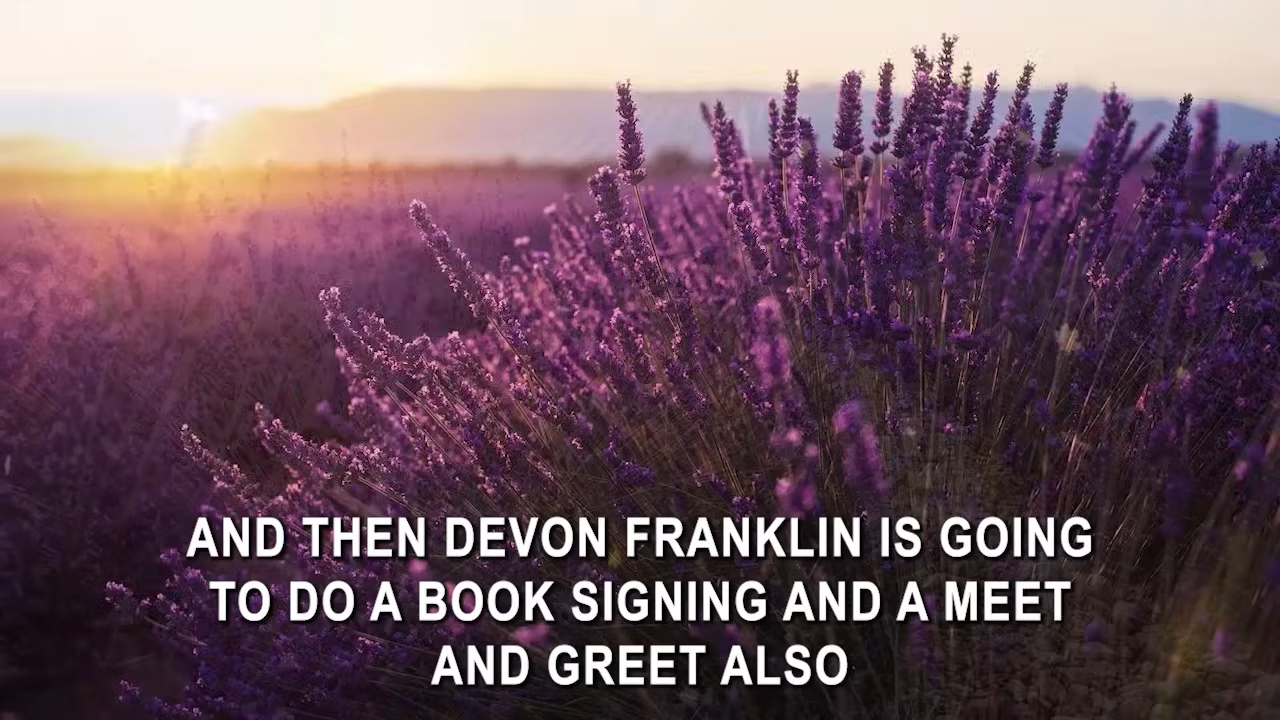 AND THEN DEVON FRANKLIN IS GOING
TO DO A BOOK SIGNING AND A MEET
AND GREET ALSO